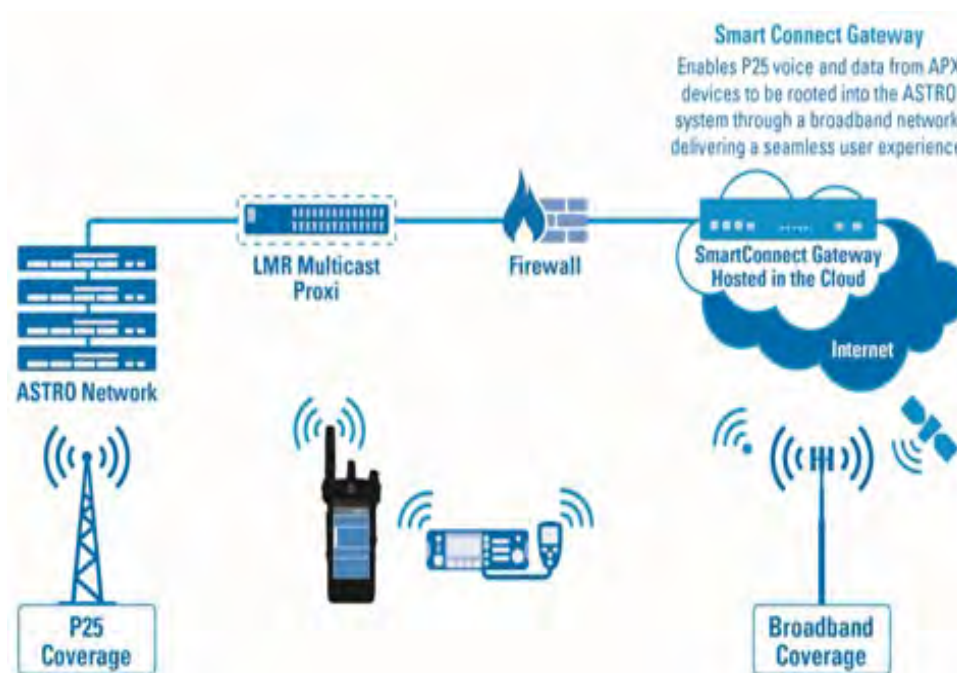 Smart Connect Gateway
Enables P25 voice and data from APX
devices to be rooted into the ASTRO
system through a broadband network
delivering a seamless user experience
LMR Multicast
Proxi
Firewall
SmartConnect Gateway
Hosted in the Cloud
Internet
ASTRO Network
P25
Coverage
Broadband
Coverage